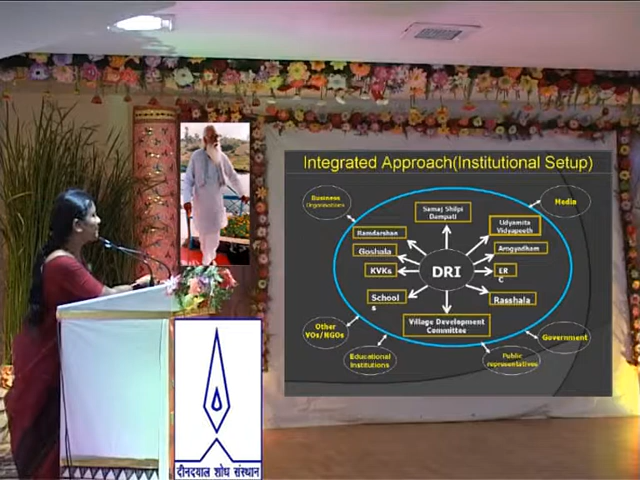 Integrated Approach(Institutional Setup)
Business
Organisations
Media
Samaj Shilpi
Dampati
Ramdarshan
Udyamita
Vidyapeeth
Goshala
Arogyadham
KVKs
DRI
ER
C
School
s
Rasshala
Village Development
Committee
Other
VOs/NGOs
Government
Educational
Institutions
Public
representatives
दीनदयाल शोध संस्थान